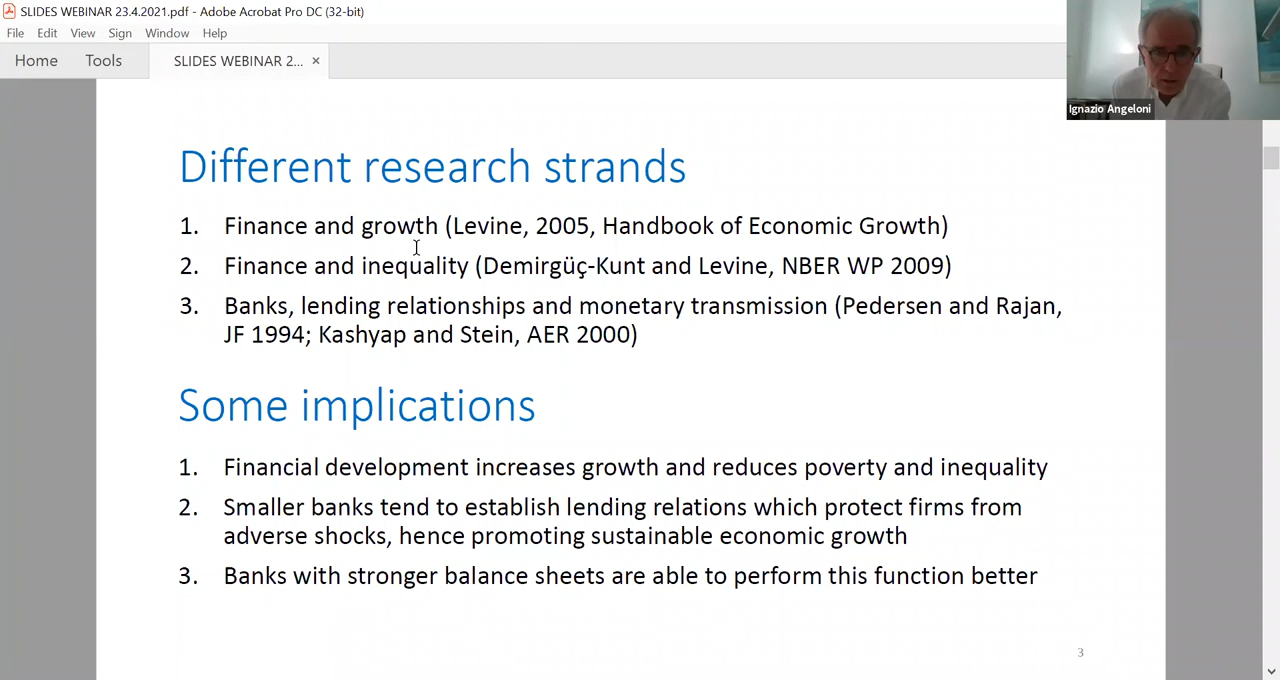 SLIDES WEBINAR 23.4.2021.pdf - Adobe Acrobat Pro DC (32-bit)
File Edit View Sign Window Help
Home Tools SLIDES WEBINAR 2... ×
Ignazio Angeloni
Different research strands
1. Finance and growth (Levine, 2005, Handbook of Economic Growth)
2. Finance and inequality (Demirgüç-Kunt and Levine, NBER WP 2009)
3. Banks, lending relationships and monetary transmission (Pedersen and Rajan,
JF 1994; Kashyap and Stein, AER 2000)
Some implications
1. Financial development increases growth and reduces poverty and inequality
2. Smaller banks tend to establish lending relations which protect firms from
adverse shocks, hence promoting sustainable economic growth
3. Banks with stronger balance sheets are able to perform this function better
3